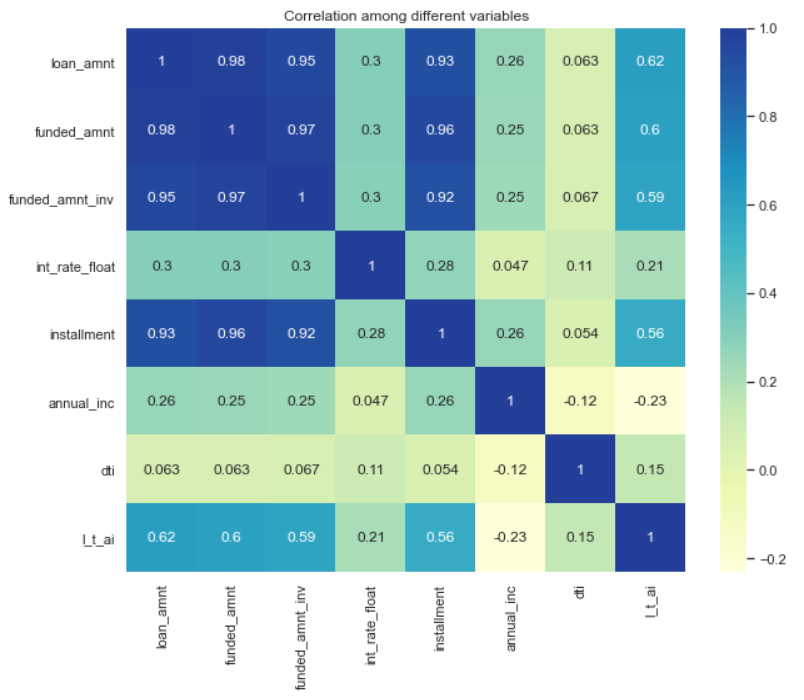 Correlation among different variables
loan_amnt 1 0.98 0.95 0.3 0.93 0.26 0.063 0.62
funded_amnt 0.98 1 0.97 0.3 0.96 0.25 0.063 0.6
funded_amnt_inv 0.95 0.97 1 0.3 0.92 0.25 0.067 0.59
int_rate_float 0.3 0.3 0.3 1 0.28 0.047 0.11 0.21
installment 0.93 0.96 0.92 0.28 1 0.26 0.054 0.56
annual_inc 0.26 0.25 0.25 0.047 0.26 1 -0.12 -0.23
dti 0.063 0.063 0.067 0.11 0.054 -0.12 1 0.15
l_t_ai 0.62 0.6 0.59 0.21 0.56 -0.23 0.15 1
loan_amnt funded_amnt funded_amnt_inv int_rate_float installment annual_inc dti l_t_ai
1.0
0.8
0.6
0.4
0.2
0.0
−0.2